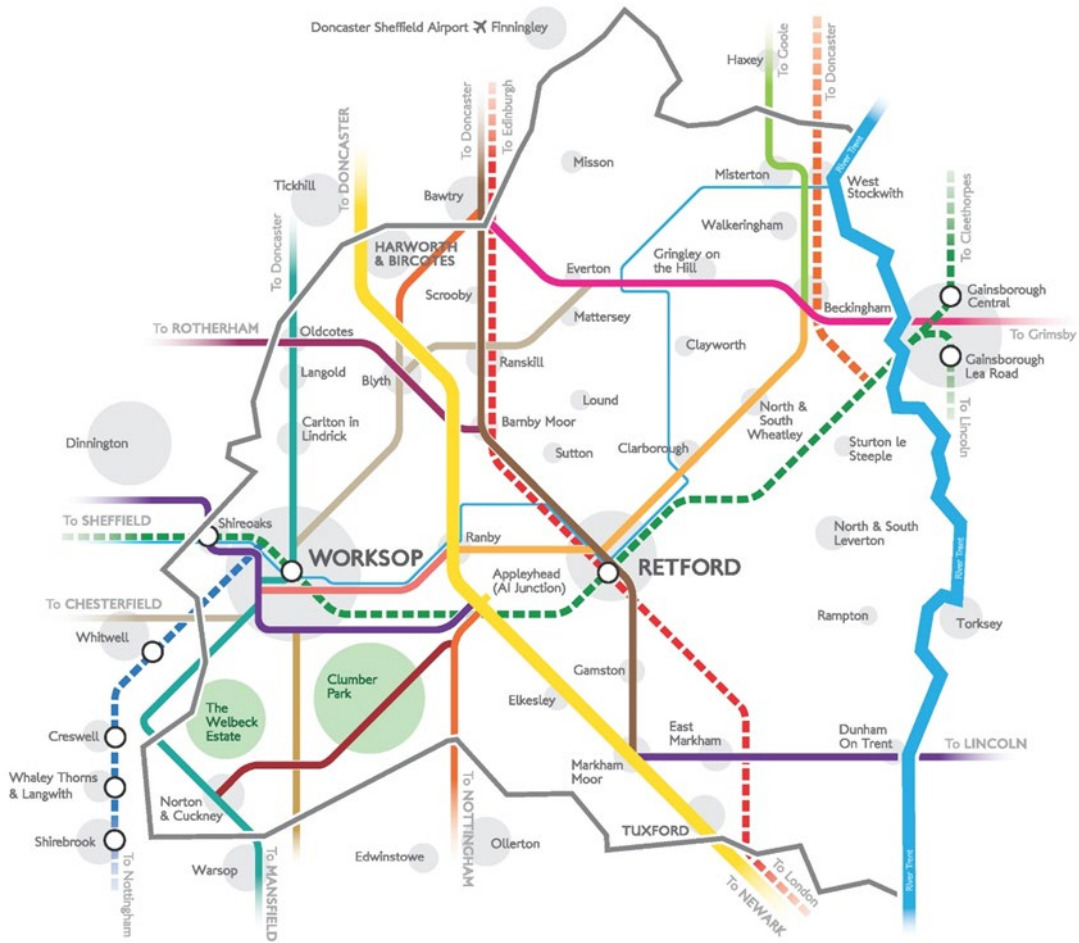 Doncaster Sheffield Airport ✈ Finningley
Haxey
To Goole
To Doncaster
To DONCASTER
To Doncaster
To Edinburgh
River Trent
Misson
Misterton
West
Stockwith
Tickhill
Bawtry
Walkeringham
To Cleethorpes
To Doncaster
HARWORTH
& BIRCOTES
Gringley on
the Hill
Everton
Scrooby
Gainsborough
Central
Beckingham
Mattersey
To ROTHERHAM
Oldcotes
To Grimsby
Clayworth
Ranskill
Gainsborough
Lea Road
Langold
Blyth
Lound
Barnby Moor
North &
South
Wheatley
To Lincoln
Carlton in
Lindrick
Dinnington
Sutton
Clarborough
Sturton le
Steeple
To SHEFFIELD
Shireoaks
North & South
Leverton
Ranby
WORKSOP
RETFORD
River Trent
Appleyhead
(A1 Junction)
To CHESTERFIELD
Rampton
Torksey
Whitwell
Gamston
Clumber
Park
Elkesley
The
Welbeck
Estate
Creswell
East
Markham
Dunham
On Trent
To LINCOLN
Markham
Moor
Whaley Thorns
& Langwith
Norton
& Cuckney
To NOTTINGHAM
Shirebrook
TUXFORD
Ollerton
Edwinstowe
Warsop
To Nottingham
To MANSFIELD
To London
To NEWARK
River Trent